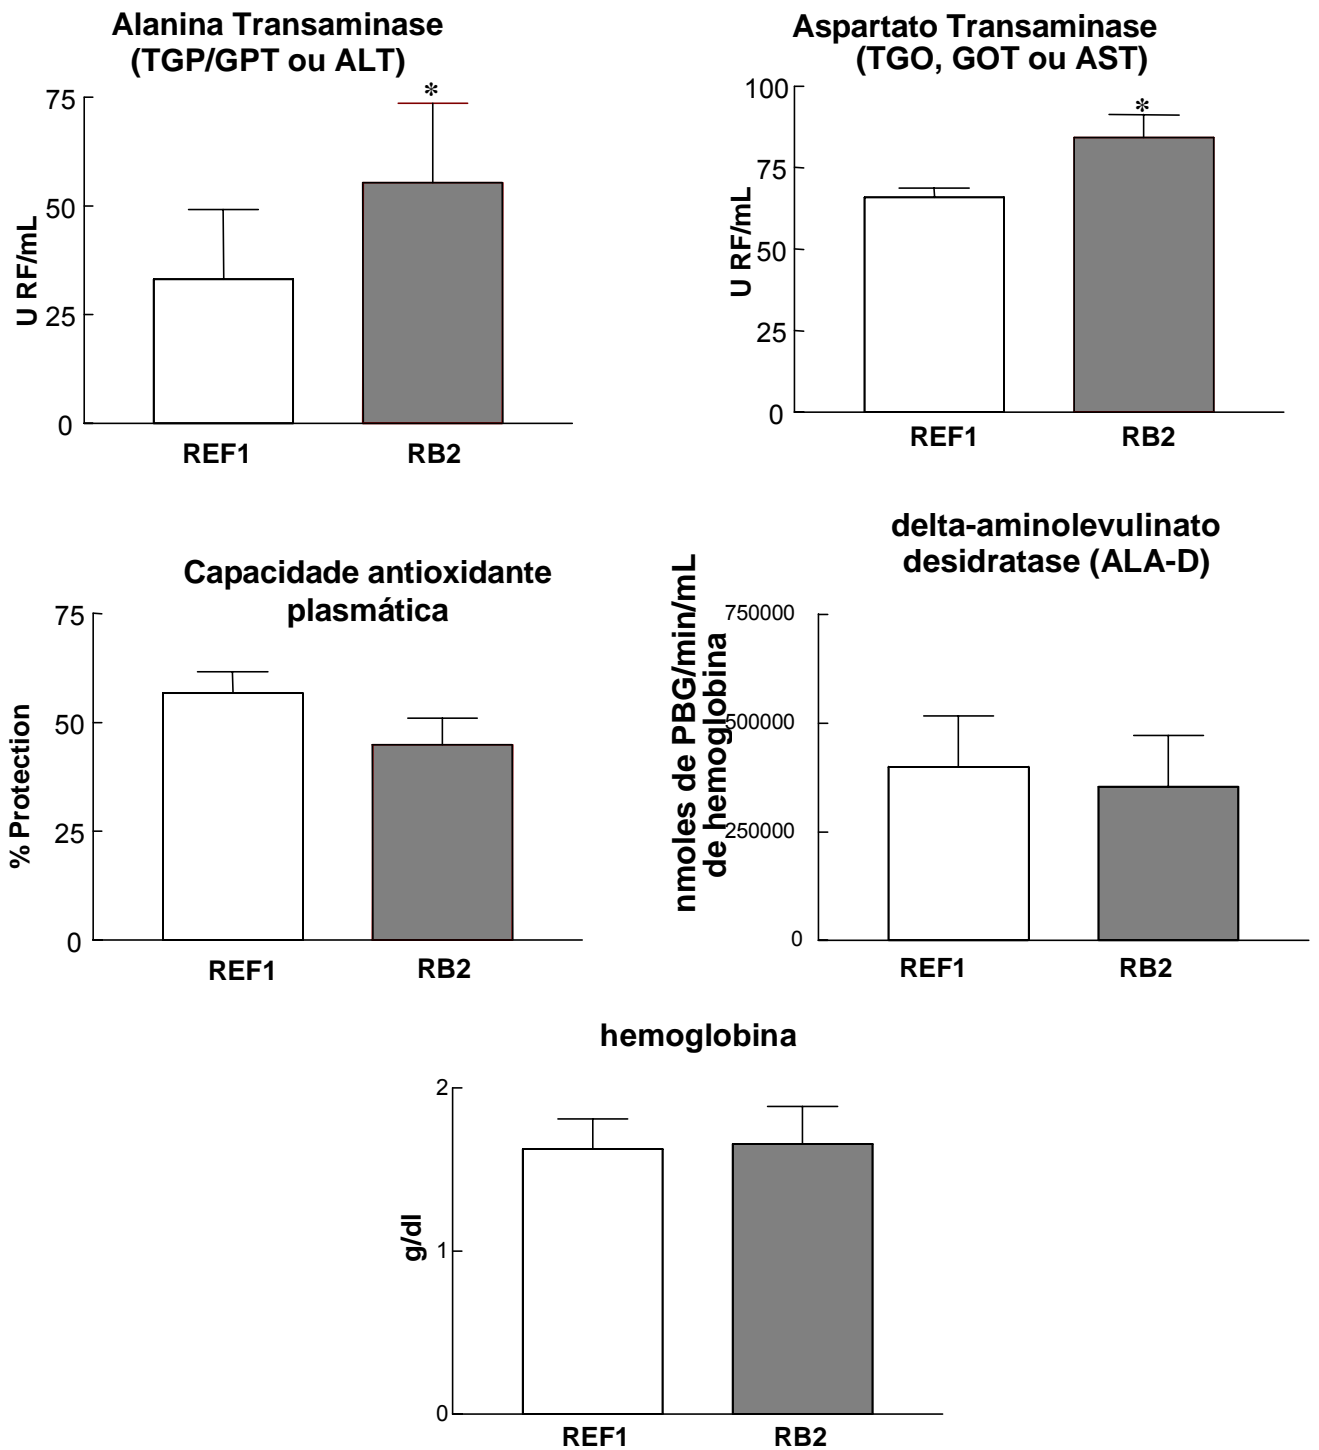 Alanina Transaminase
(TGP/GPT ou ALT)
75
50
25
0
U RF/mL
*
REF1
RB2
Aspartato Transaminase
(TGO, GOT ou AST)
100
75
50
25
0
U RF/mL
*
REF1
RB2
Capacidade antioxidante
plasmática
75
50
25
0
% Protection
REF1
RB2
delta-aminolevulinato
desidratase (ALA-D)
nmoles de PBG/min/mL
de hemoglobina
750000
500000
250000
0
REF1
RB2
hemoglobina
2
1
0
g/dl
REF1
RB2